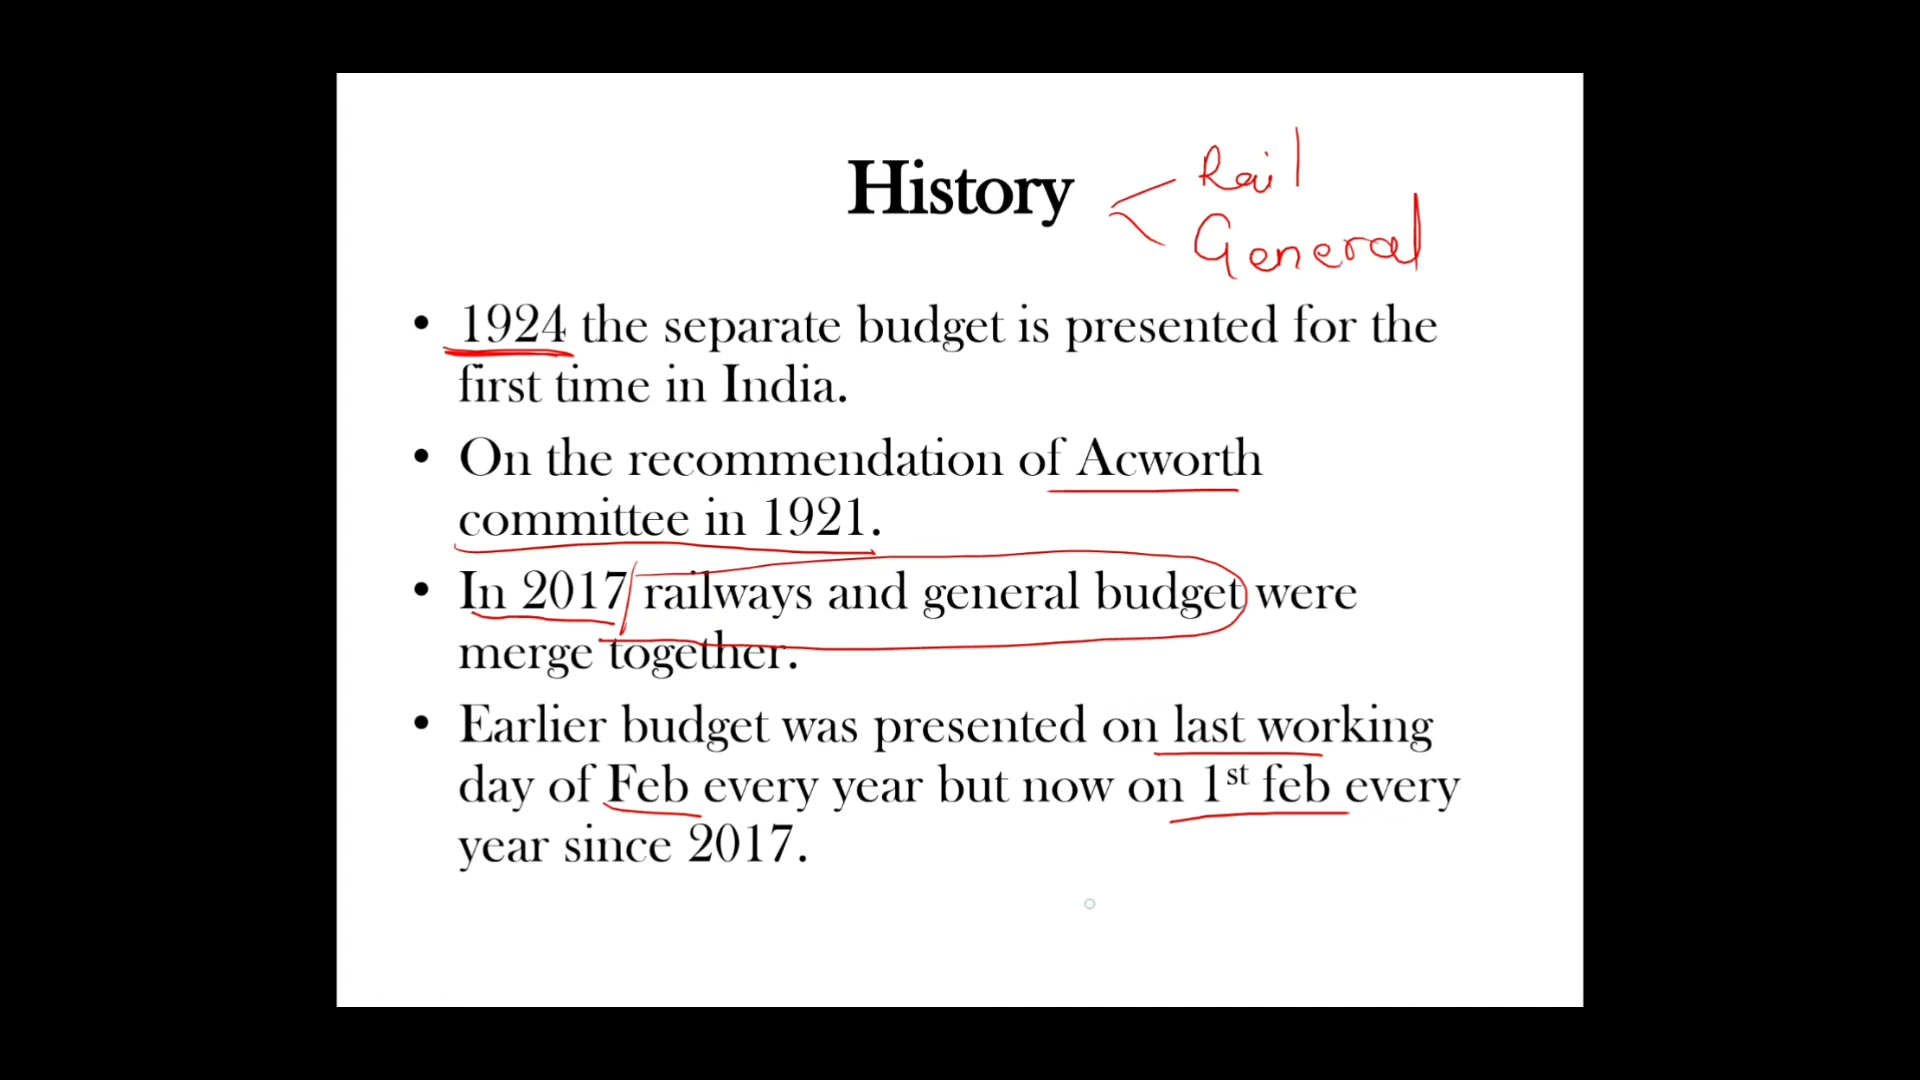 History
Rail
General
• 1924 the separate budget is presented for the
first time in India.
• On the recommendation of Acworth
committee in 1921.
• In 2017 railways and general budget were
merge together.
• Earlier budget was presented on last working
day of Feb every year but now on 1st feb every
year since 2017.